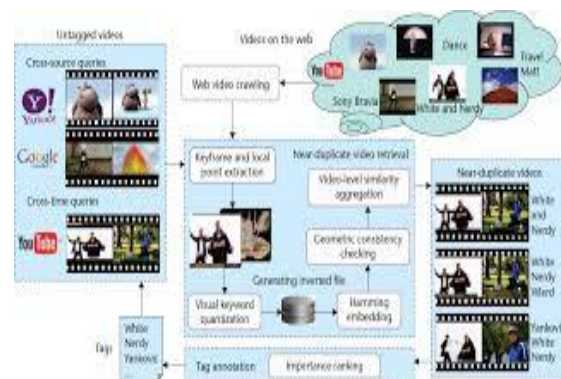 Untagged videos
Cross-source queries
YAHOO!
Google
Cross-time queries
YouTube
Videos on the web
YouTube
Dance
Travel
Matt
Sony Bravia
White and Nerdy
Web video crawling
Keyframe and local
point extraction
Near-duplicate video retrieval
Video-level similarity
aggregation
Geometric consistency
checking
Generating inverted file
Visual keyword
quantization
Hamming
embedding
Near-duplicate videos
White
and
Nerdy
White
Nerdy
Yankovic
White
Nerdy
Tags
White
Nerdy
Yankovic
...
Tag annotation
Importance ranking